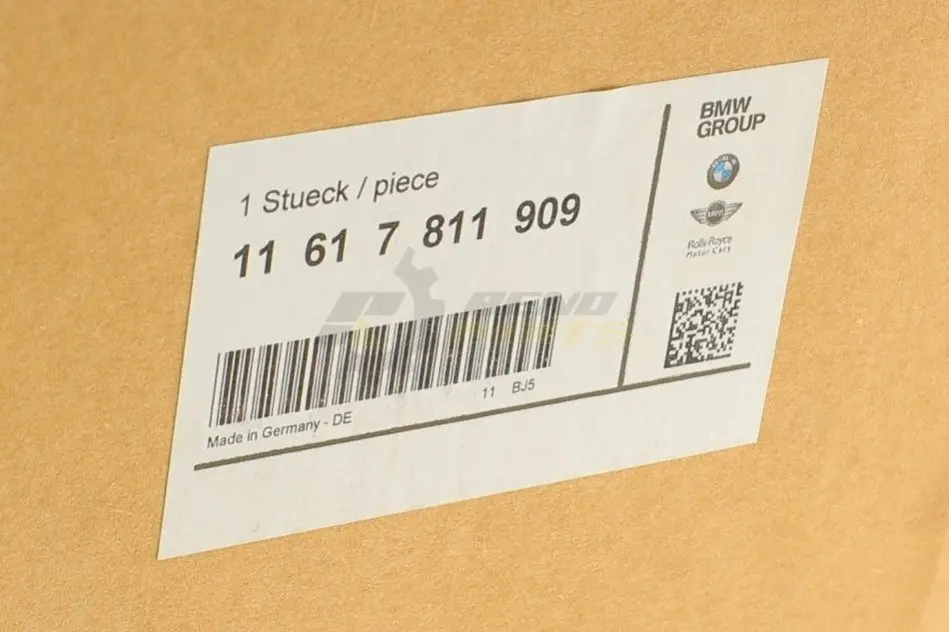 1 Stueck / piece
11 61 7 811 909
Made in Germany - DE
11 BJ5
BMW
GROUP
Rolls-Royce
Motor Cars